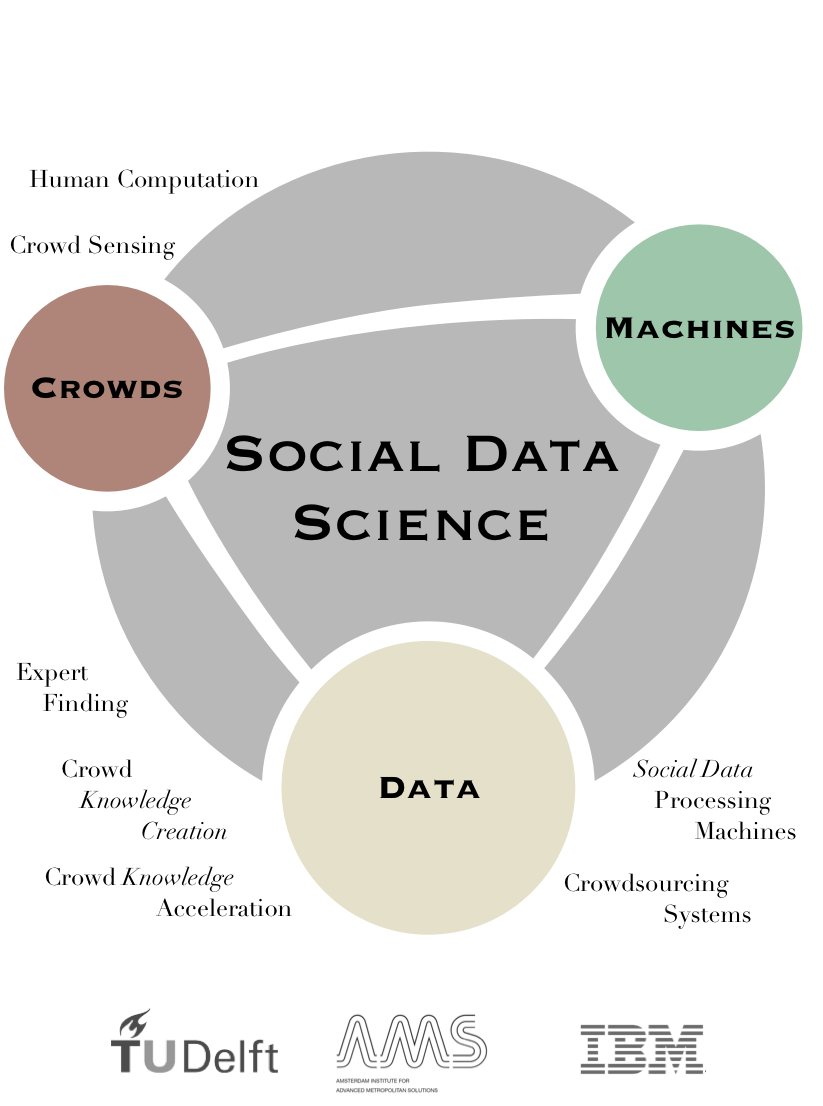 Human Computation
Crowd Sensing
MACHINES
CROWDS
SOCIAL DATA
SCIENCE
Expert
Finding
Crowd
Knowledge
Creation
Crowd Knowledge
Acceleration
DATA
Social Data
Processing
Machines
Crowdsourcing
Systems
TU Delft
AMS
AMSTERDAM INSTITUTE FOR
ADVANCED METROPOLITAN SOLUTIONS
IBM